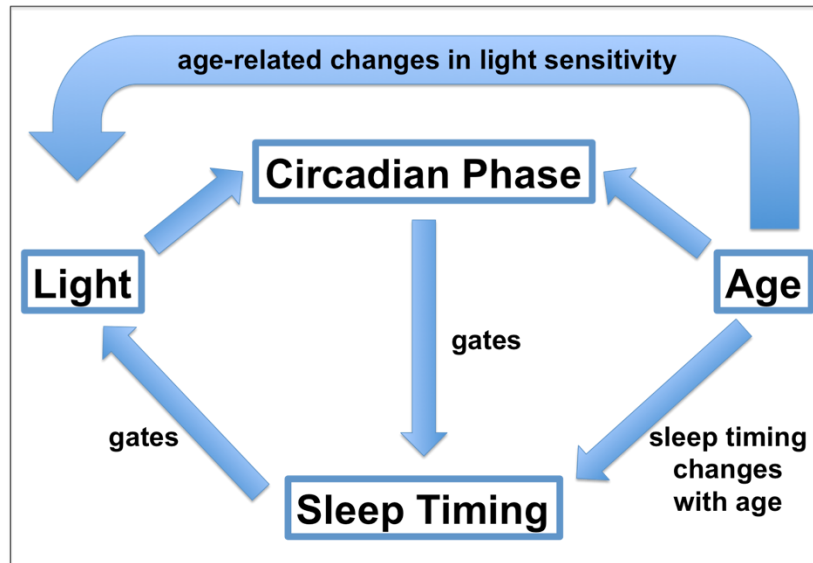 age-related changes in light sensitivity
Circadian Phase
Light
Age
gates
gates
sleep timing
changes
with age
Sleep Timing